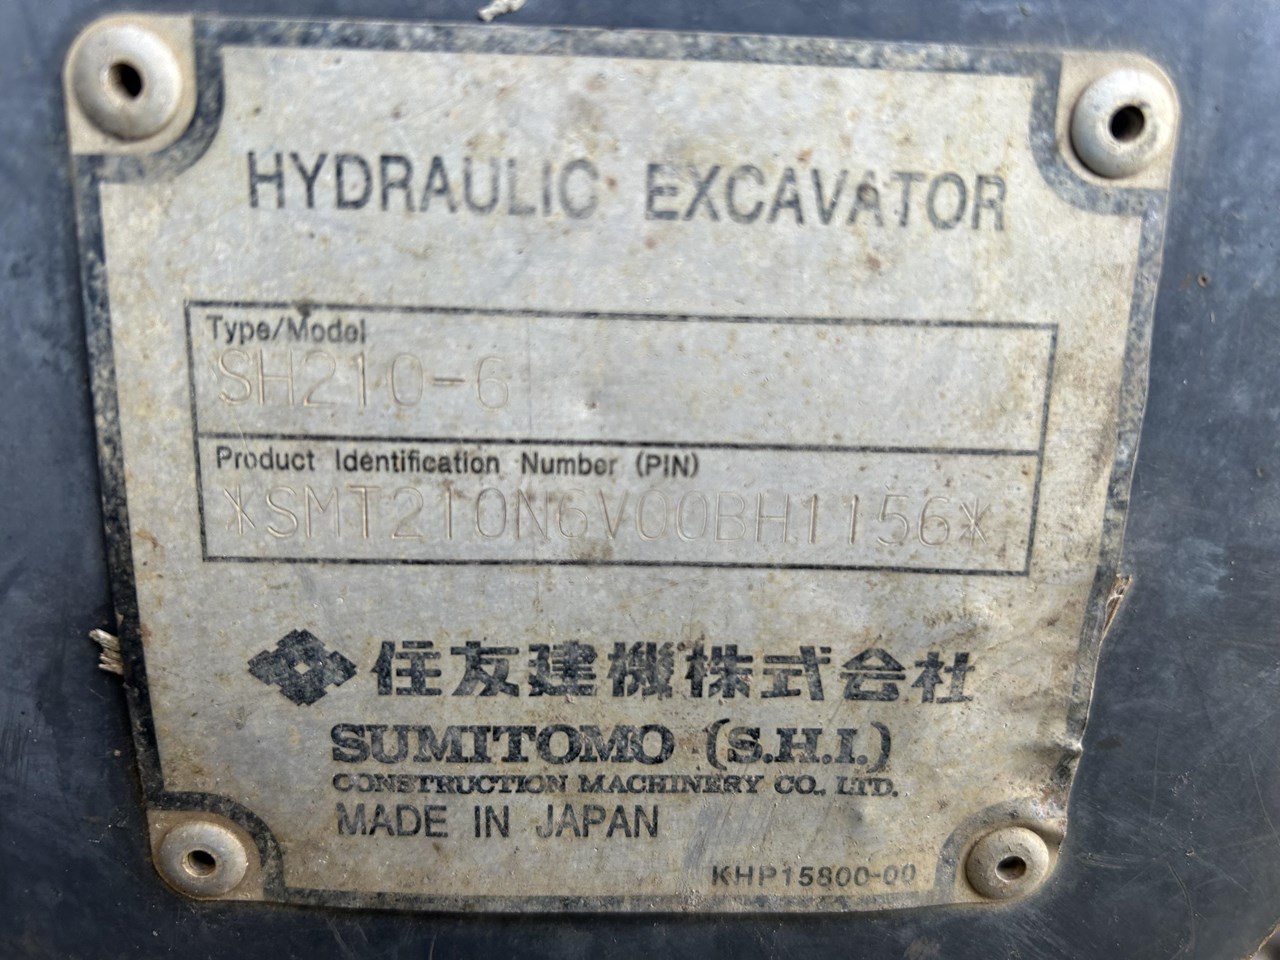 HYDRAULIC EXCAVATOR
Type/Model
SH210-6
Product Identification Number (PIN)
*SMT210N6V00BH1156*
住友建機株式会社
SUMITOMO (S.H.I.)
CONSTRUCTION MACHINERY CO., LTD.
MADE IN JAPAN
KHP15800-00